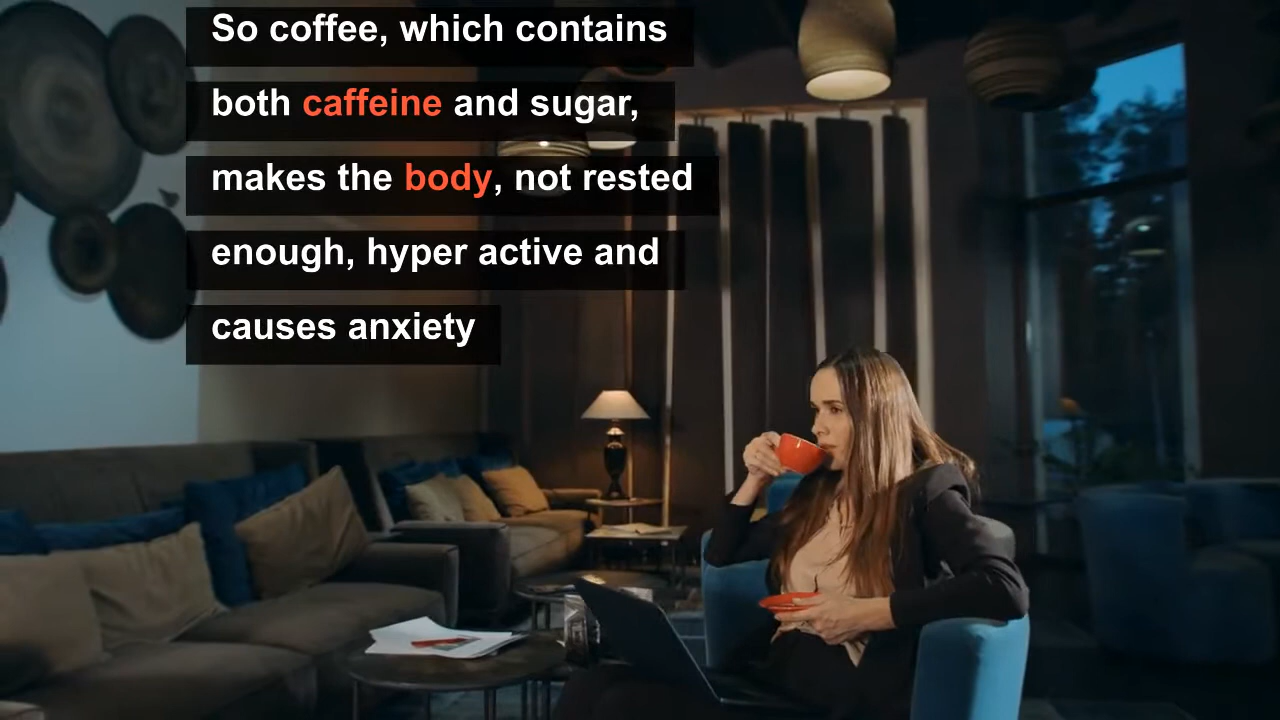 So coffee, which contains
both caffeine and sugar,
makes the body, not rested
enough, hyper active and
causes anxiety